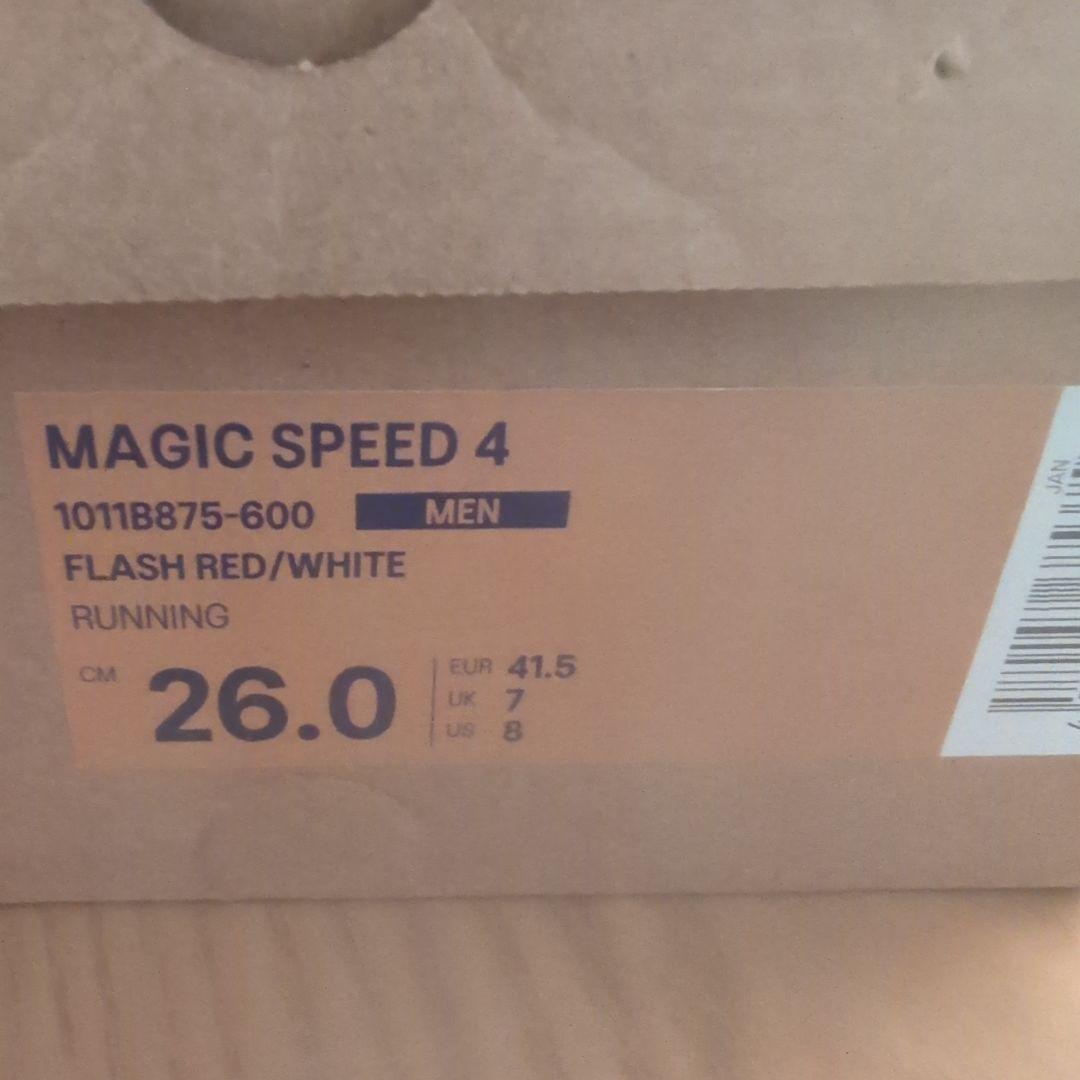 MAGIC SPEED 4
1011B875-600 MEN
FLASH RED/WHITE
RUNNING
CM 26.0
EUR 41.5
UK 7
US 8
JAN